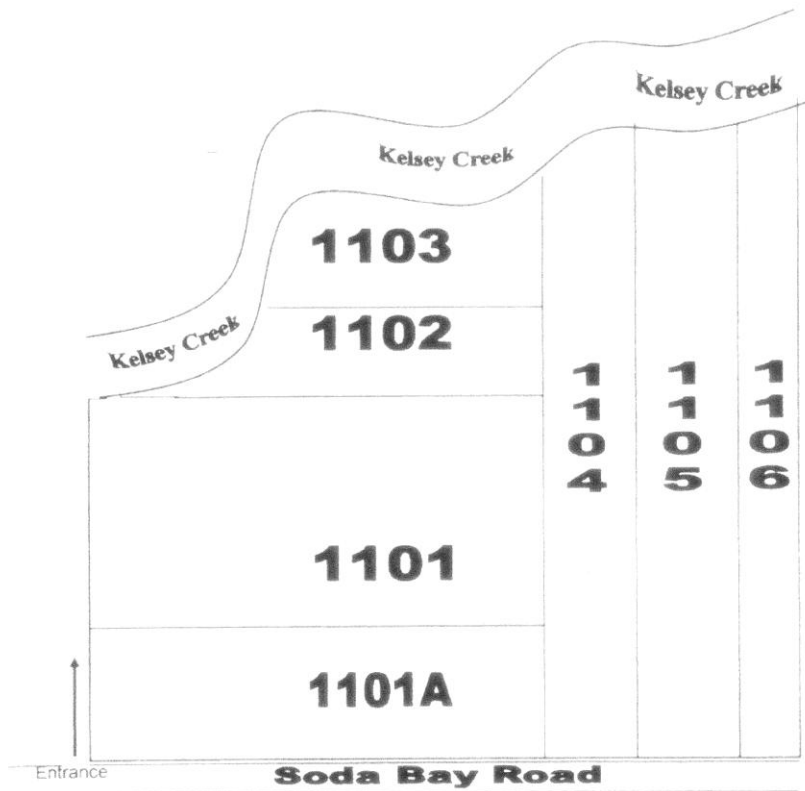 Kelsey Creek
Kelsey Creek
Kelsey Creek
1103
1102
1104
1105
1106
1101
1101A
Entrance
Soda Bay Road